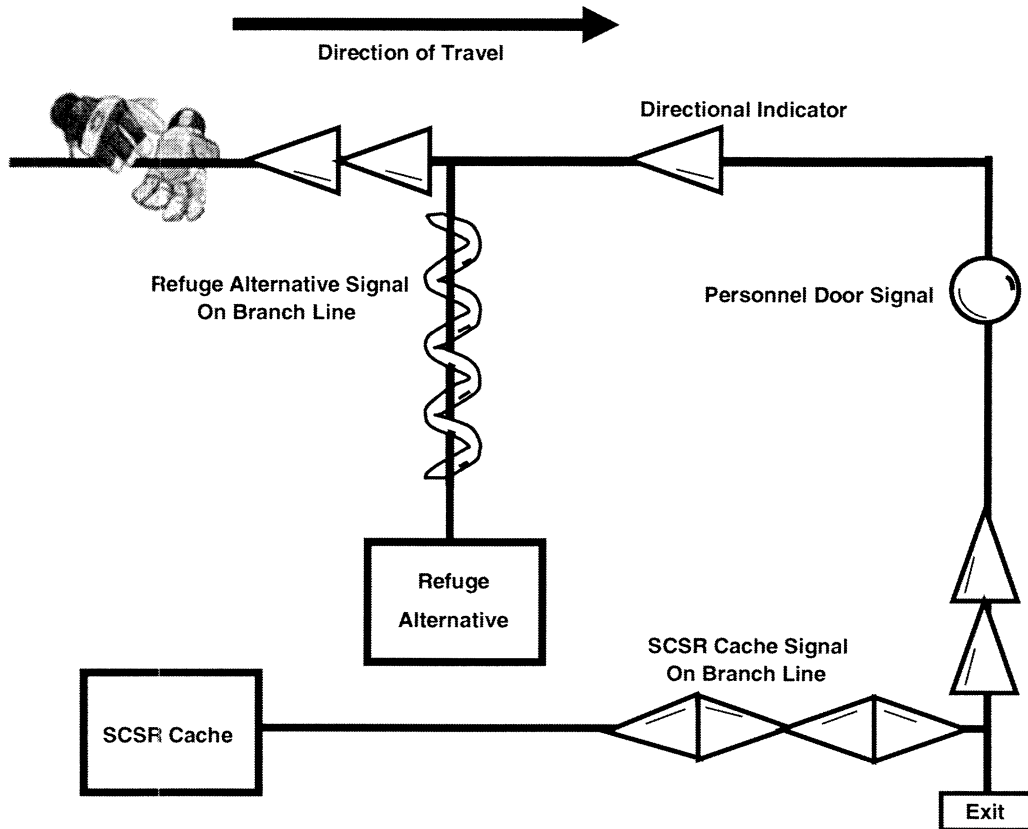 Direction of Travel
Directional Indicator
Refuge Alternative Signal
On Branch Line
Personnel Door Signal
Refuge
Alternative
SCSR Cache Signal
On Branch Line
SCSR Cache
Exit